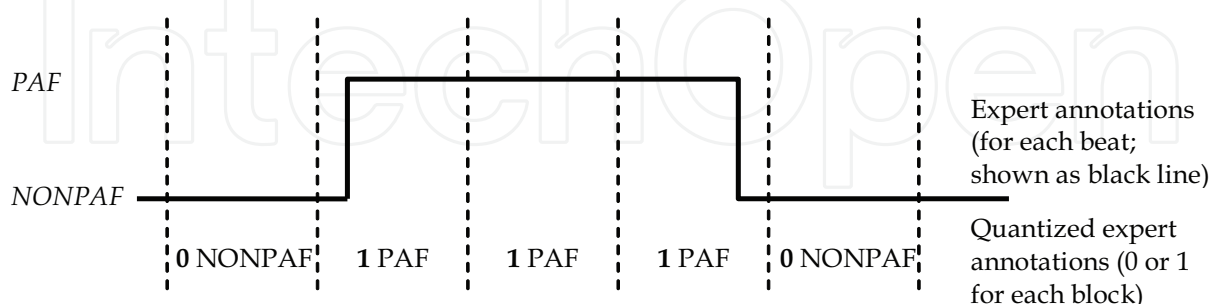 IntechOpen
PAF
Expert annotations
(for each beat;
shown as black line)
NONPAF
Quantized expert
annotations (0 or 1
for each block)
0 NONPAF 1 PAF 1 PAF 1 PAF 0 NONPAF